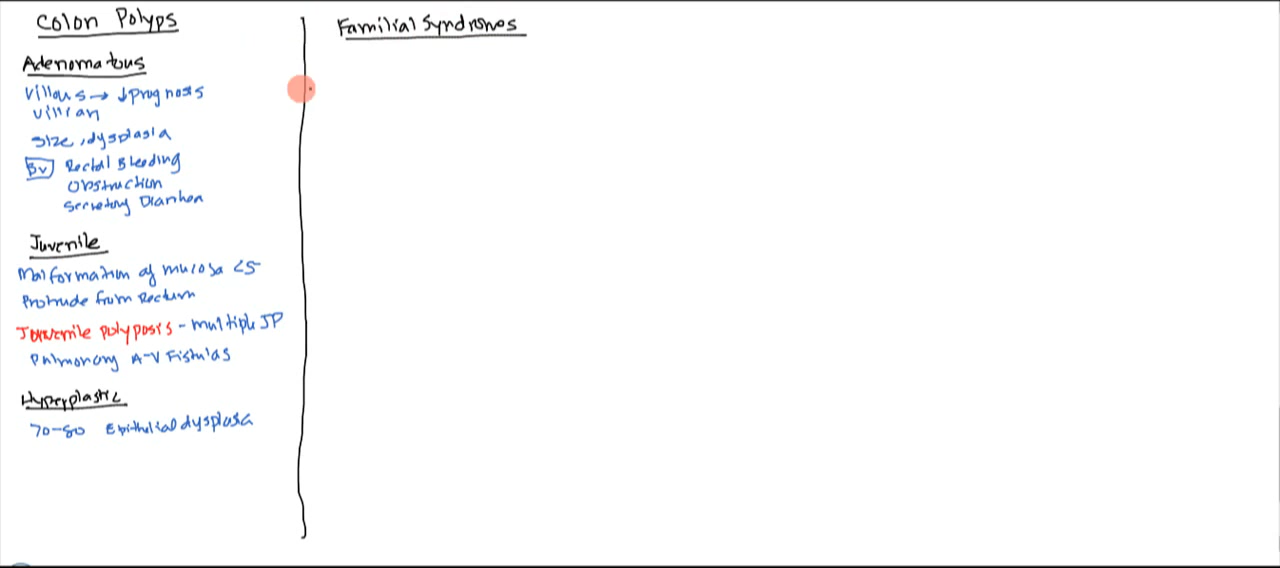 Colon Polyps
Adenomatous
Villous → ↓prognosis
villian
Size, dysplasia
Rectal Bleeding
Obstruction
Secretory Diarrhea
Juvenile
Malformation of mucosa <5
Protrude from Rectum
Juvenile polyposis - multiple JP
Pulmonary A-V Fistulas
Hyperplastic
70-80 Epithelial dysplasia
Familial Syndromes